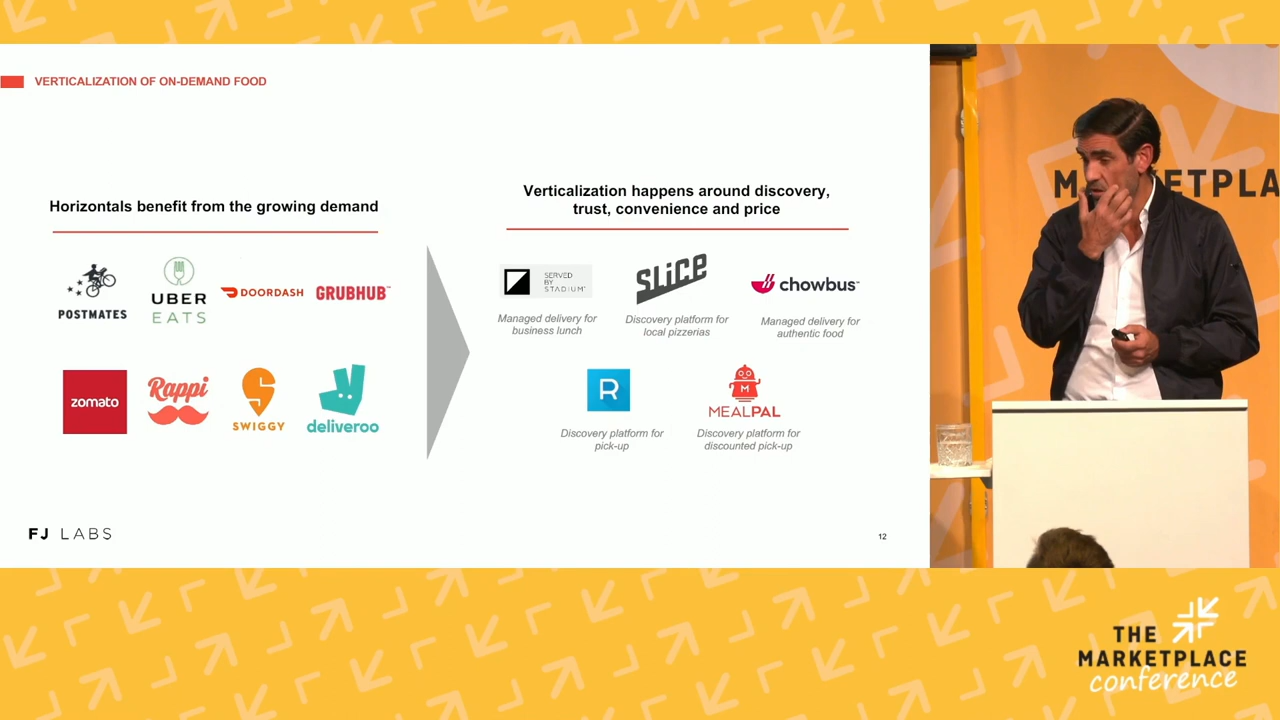 VERTICALIZATION OF ON-DEMAND FOOD
Horizontals benefit from the growing demand
POSTMATES
UBER
EATS
DOORDASH
GRUBHUB™
zomato
Rappi
SWIGGY
deliveroo
Verticalization happens around discovery,
trust, convenience and price
SERVED
BY
STADIUM
Managed delivery for
business lunch
SLiCE
Discovery platform for
local pizzerias
chowbus
Managed delivery for
authentic food
R
Discovery platform for
pick-up
M
MEALPAL
Discovery platform for
discounted pick-up
FJ LABS
12
M ETPLA
THE
MARKETPLACE
conference